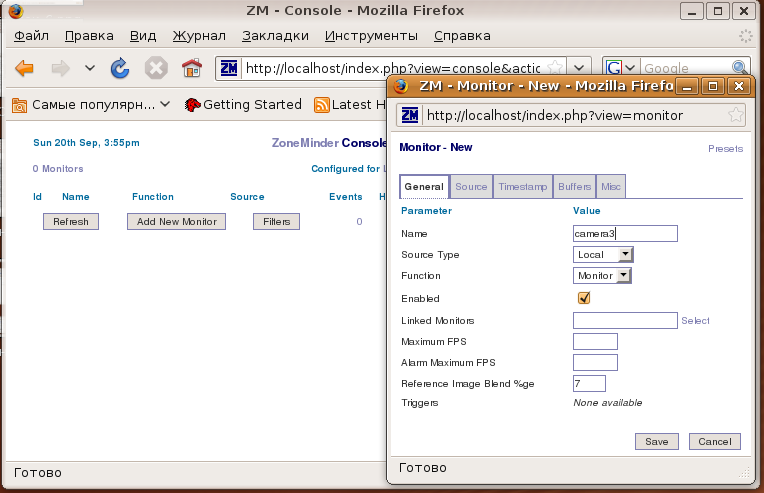 ZM - Console - Mozilla Firefox
Файл Правка Вид Журнал Закладки Инструменты Справка
ZM http://localhost/index.php?view=console&actic G Google
Самые популярн... Getting Started Latest H
Sun 20th Sep, 3:55pm ZoneMinder Console
0 Monitors Configured for L
Id Name Function Source Events H
Refresh Add New Monitor Filters 0
Готово
ZM - Monitor - New - Mozilla Firefo
ZM http://localhost/index.php?view=monitor
Monitor - New Presets
General Source Timestamp Buffers Misc
Parameter Value
Name camera3
Source Type Local
Function Monitor
Enabled
Linked Monitors Select
Maximum FPS
Alarm Maximum FPS
Reference Image Blend %ge 7
Triggers None available
Save Cancel
Готово